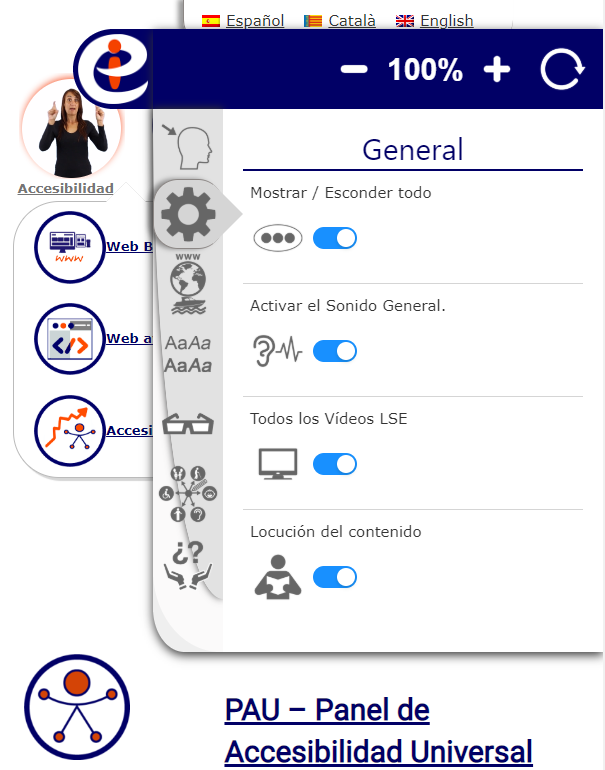 Español Català English
100%
Accesibilidad
General
Mostrar / Esconder todo
Web B
www
www
Activar el Sonido General.
Web a
</>
AaAa
AaAa
Todos los Vídeos LSE
Accesi
Locución del contenido
¿?
PAU – Panel de
Accesibilidad Universal